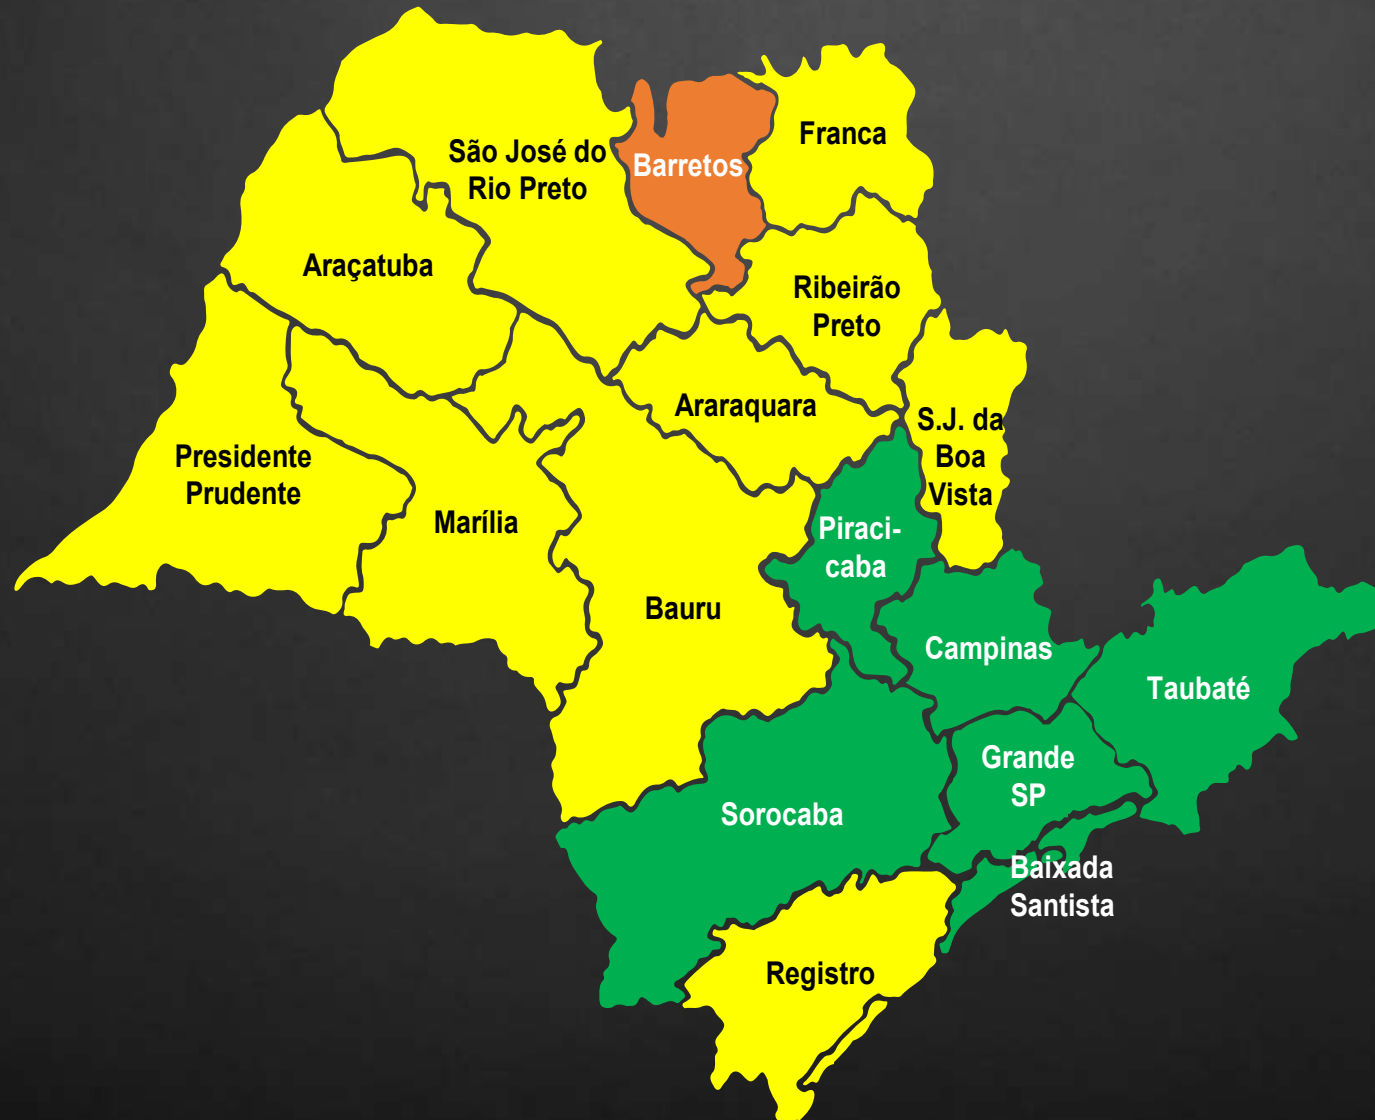 Franca
São José do
Rio Preto
Barretos
Araçatuba
Ribeirão
Preto
Araraquara
S.J. da
Boa
Vista
Presidente
Prudente
Marília
Piraci-
caba
Bauru
Campinas
Taubaté
Grande
SP
Sorocaba
Baixada
Santista
Registro